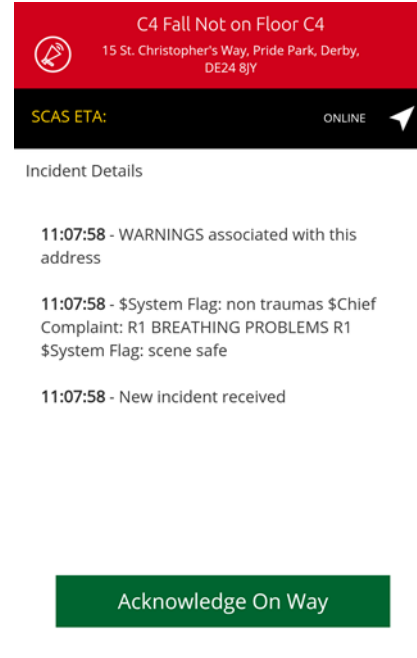 C4 Fall Not on Floor C4
15 St. Christopher's Way, Pride Park, Derby,
DE24 8JY
SCAS ETA:
ONLINE
Incident Details
11:07:58 - WARNINGS associated with this
address
11:07:58 - $System Flag: non traumas $Chief
Complaint: R1 BREATHING PROBLEMS R1
$System Flag: scene safe
11:07:58 - New incident received
Acknowledge On Way